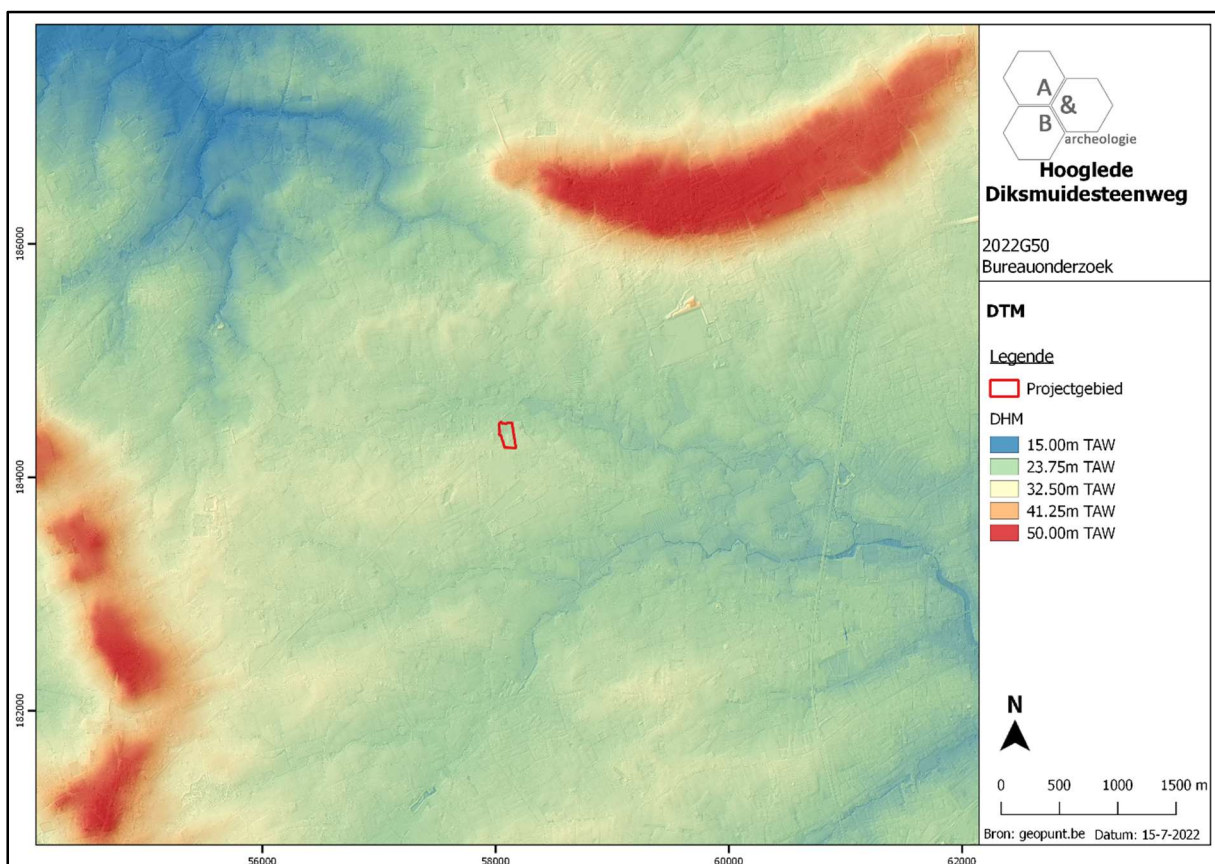 186000
184000
182000
56000
58000
60000
62000
A
&
B
archeologie
Hooglede
Diksmuidesteenweg
2022G50
Bureauonderzoek
DTM
Legende
Projectgebied
DHM
15.00m TAW
23.75m TAW
32.50m TAW
41.25m TAW
50.00m TAW
N
0 500 1000 1500 m
Bron: geopunt.be Datum: 15-7-2022